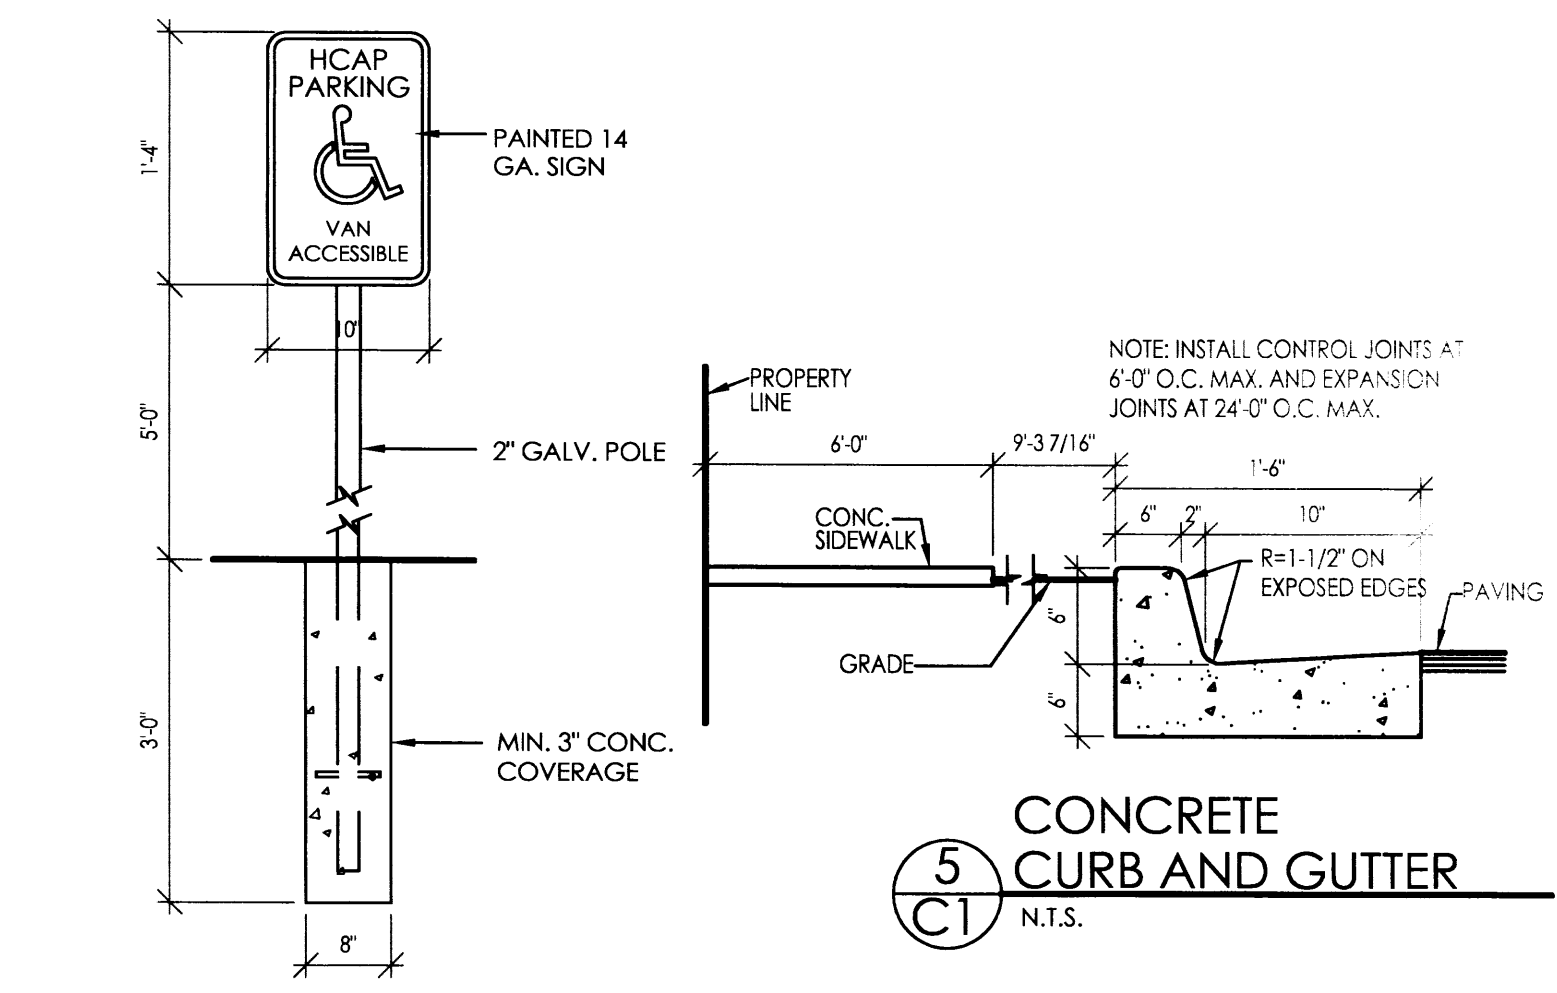 HCAP
PARKING
VAN
ACCESSIBLE
1'-4"
PAINTED 14
GA. SIGN
10"
5'-0"
2" GALV. POLE
3'-0"
MIN. 3" CONC.
COVERAGE
8"
PROPERTY
LINE
NOTE: INSTALL CONTROL JOINTS AT
6'-0" O.C. MAX. AND EXPANSION
JOINTS AT 24'-0" O.C. MAX.
6'-0"
9'-3 7/16"
1'-6"
6"
2"
10"
CONC.
SIDEWALK
R=1-1/2" ON
EXPOSED EDGES
PAVING
6"
GRADE
6"
CONCRETE
CURB AND GUTTER
5
C1
N.T.S.